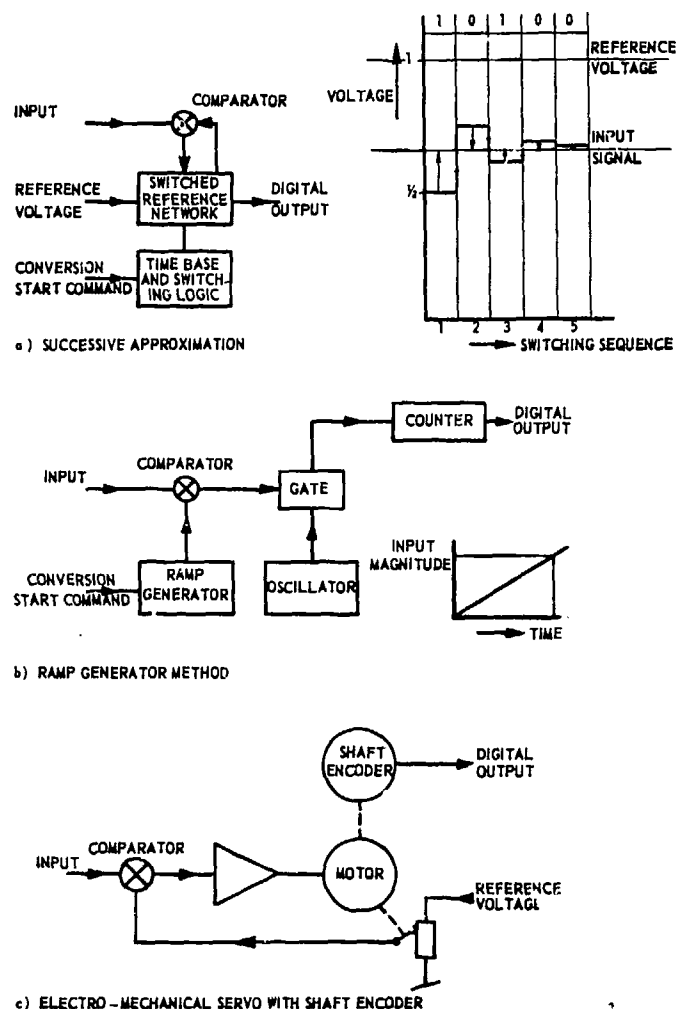 1 0 1 0 0
1
REFERENCE
VOLTAGE
VOLTAGE
INPUT
SIGNAL
½
1 2 3 4 5
SWITCHING SEQUENCE
INPUT
COMPARATOR
REFERENCE
VOLTAGE
SWITCHED
REFERENCE
NETWORK
DIGITAL
OUTPUT
CONVERSION
START COMMAND
TIME BASE
AND SWITCH-
ING LOGIC
a) SUCCESSIVE APPROXIMATION
COUNTER
DIGITAL
OUTPUT
COMPARATOR
INPUT
GATE
CONVERSION
START COMMAND
RAMP
GENERATOR
OSCILLATOR
INPUT
MAGNITUDE
TIME
b) RAMP GENERATOR METHOD
SHAFT
ENCODER
DIGITAL
OUTPUT
COMPARATOR
INPUT
MOTOR
REFERENCE
VOLTAGE
c) ELECTRO-MECHANICAL SERVO WITH SHAFT ENCODER